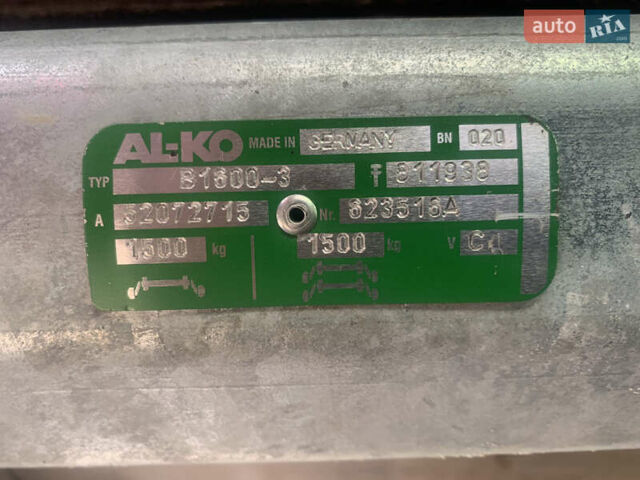 auto RIA.com
AL-KO MADE IN GERMANY BN 020
TYP B1600-3 811938
A 32072715 Nr. 623516A
1500 kg 1500 kg V C